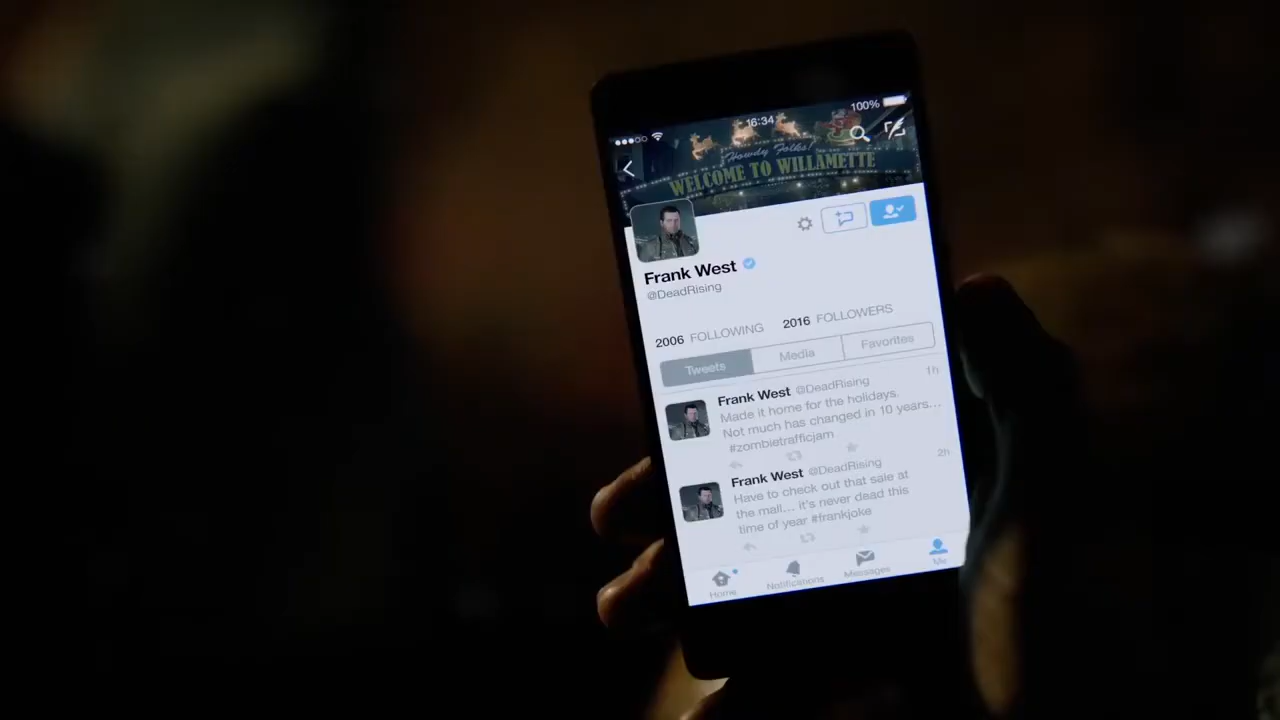 100%
16:34
Howdy Folks!
WELCOME TO WILLAMETTE
Frank West
@DeadRising
2006 FOLLOWING 2016 FOLLOWERS
Tweets Media Favorites
Frank West @DeadRising 1h
Made it home for the holidays.
Not much has changed in 10 years...
#zombietrafficjam
Frank West @DeadRising 2h
Have to check out that sale at
the mall... it's never dead this
time of year #frankjoke
Home Notifications Messages Me